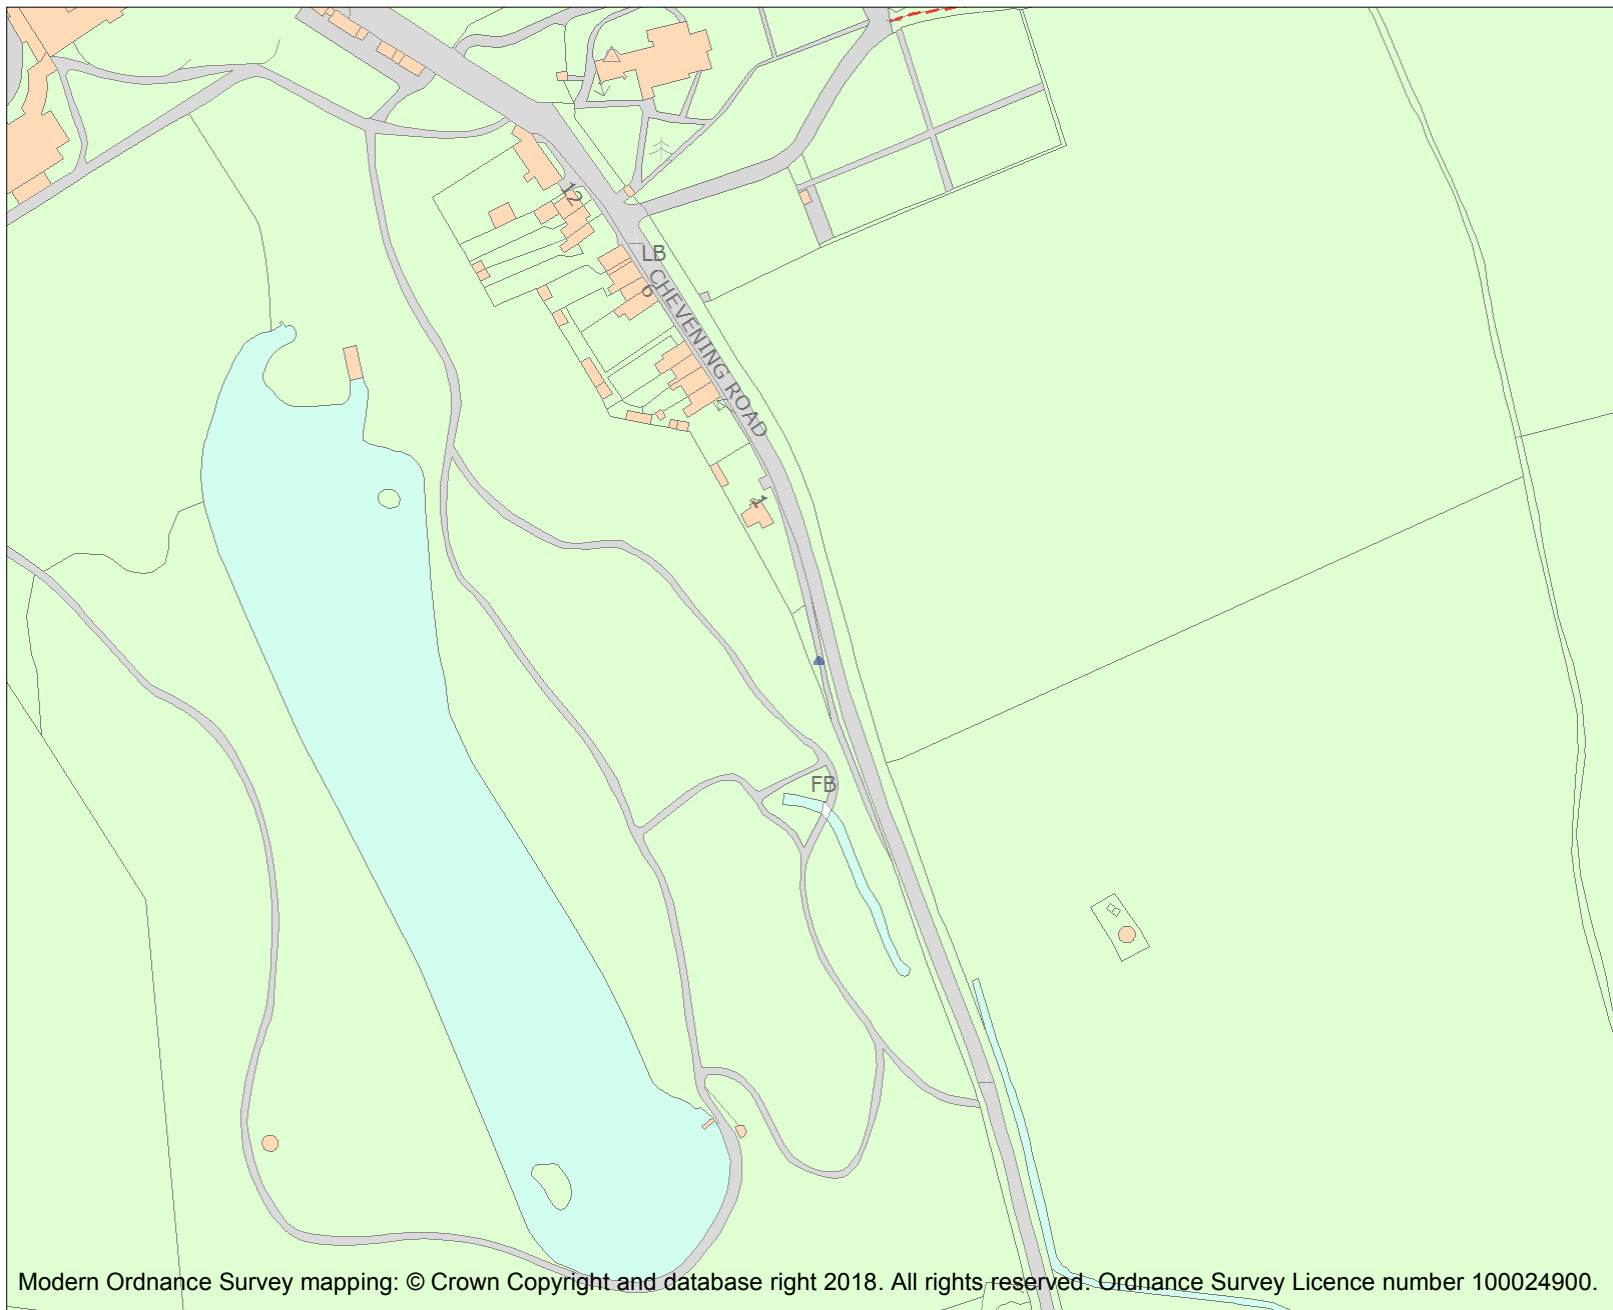 12
LB
6
CHEVENING ROAD
1
FB
Modern Ordnance Survey mapping: © Crown Copyright and database right 2018. All rights reserved. Ordnance Survey Licence number 100024900.